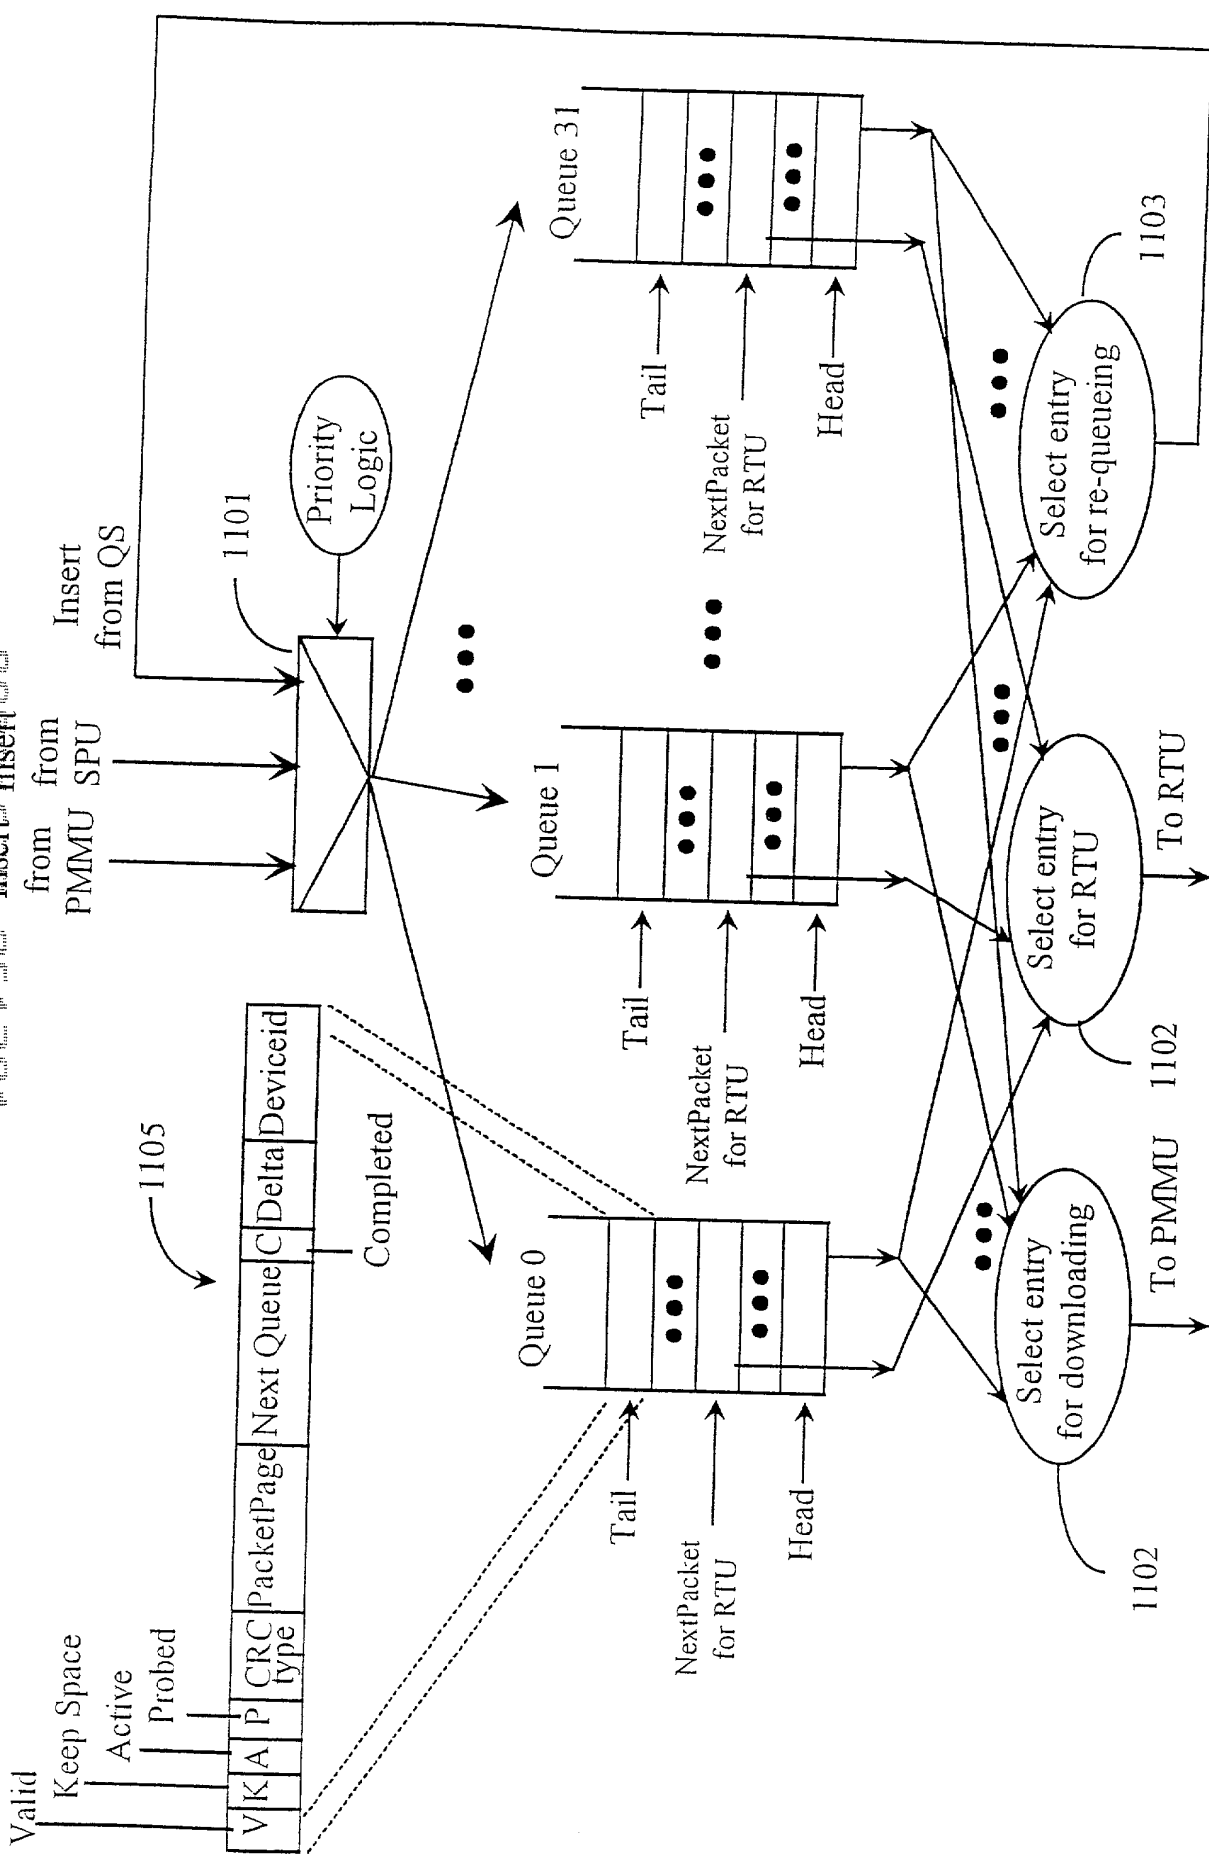 Valid
Keep Space
Active
Probed
V
K
A
P
CRC
type
PacketPage
Next Queue
C
Delta
Deviceid
Completed
1105
Insert
from
PMMU
Insert
from
SPU
Insert
from QS
1101
Priority
Logic
Queue 0
Tail
NextPacket
for RTU
Head
Queue 1
Tail
NextPacket
for RTU
Head
Queue 31
Tail
NextPacket
for RTU
Head
Select entry
for downloading
1102
To PMMU
Select entry
for RTU
1102
To RTU
Select entry
for re-queueing
1103